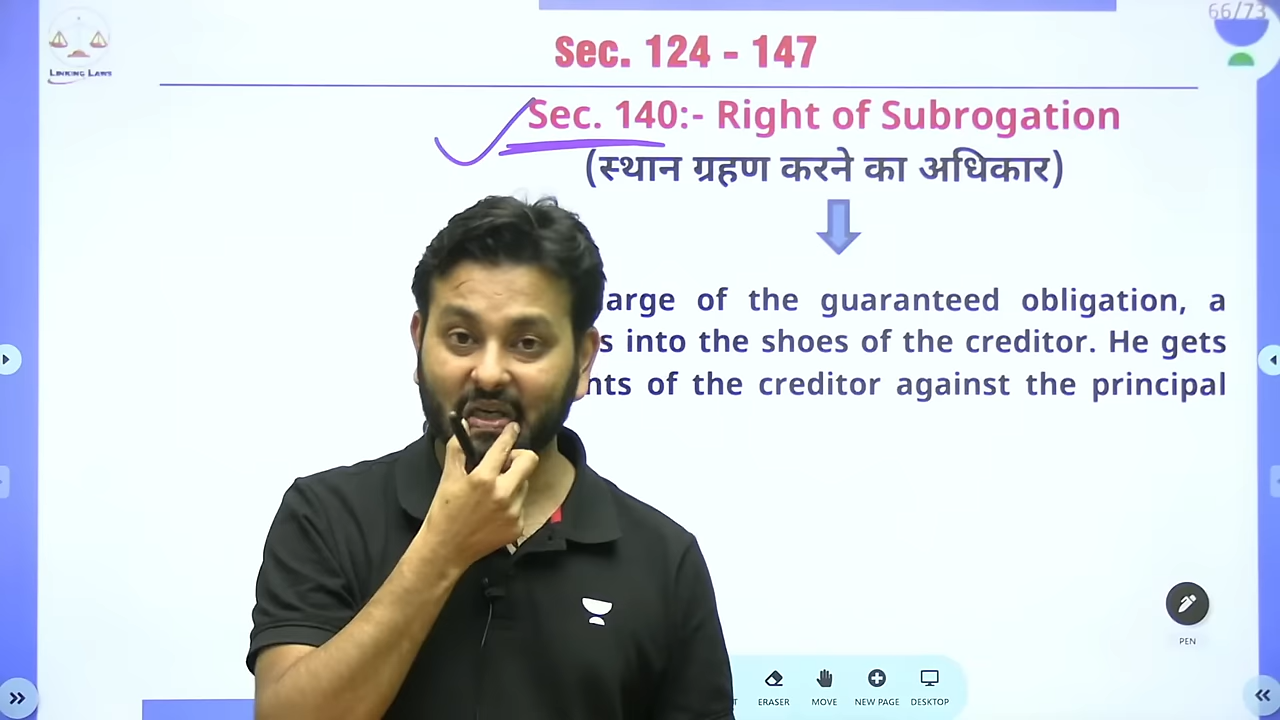 66/73
LINKING LAWS
Sec. 124 - 147
Sec. 140:- Right of Subrogation
(स्थान ग्रहण करने का अधिकार)
of the guaranteed obligation, a
into the shoes of the creditor. He gets
of the creditor against the principal
PEN
ERASER MOVE NEW PAGE DESKTOP